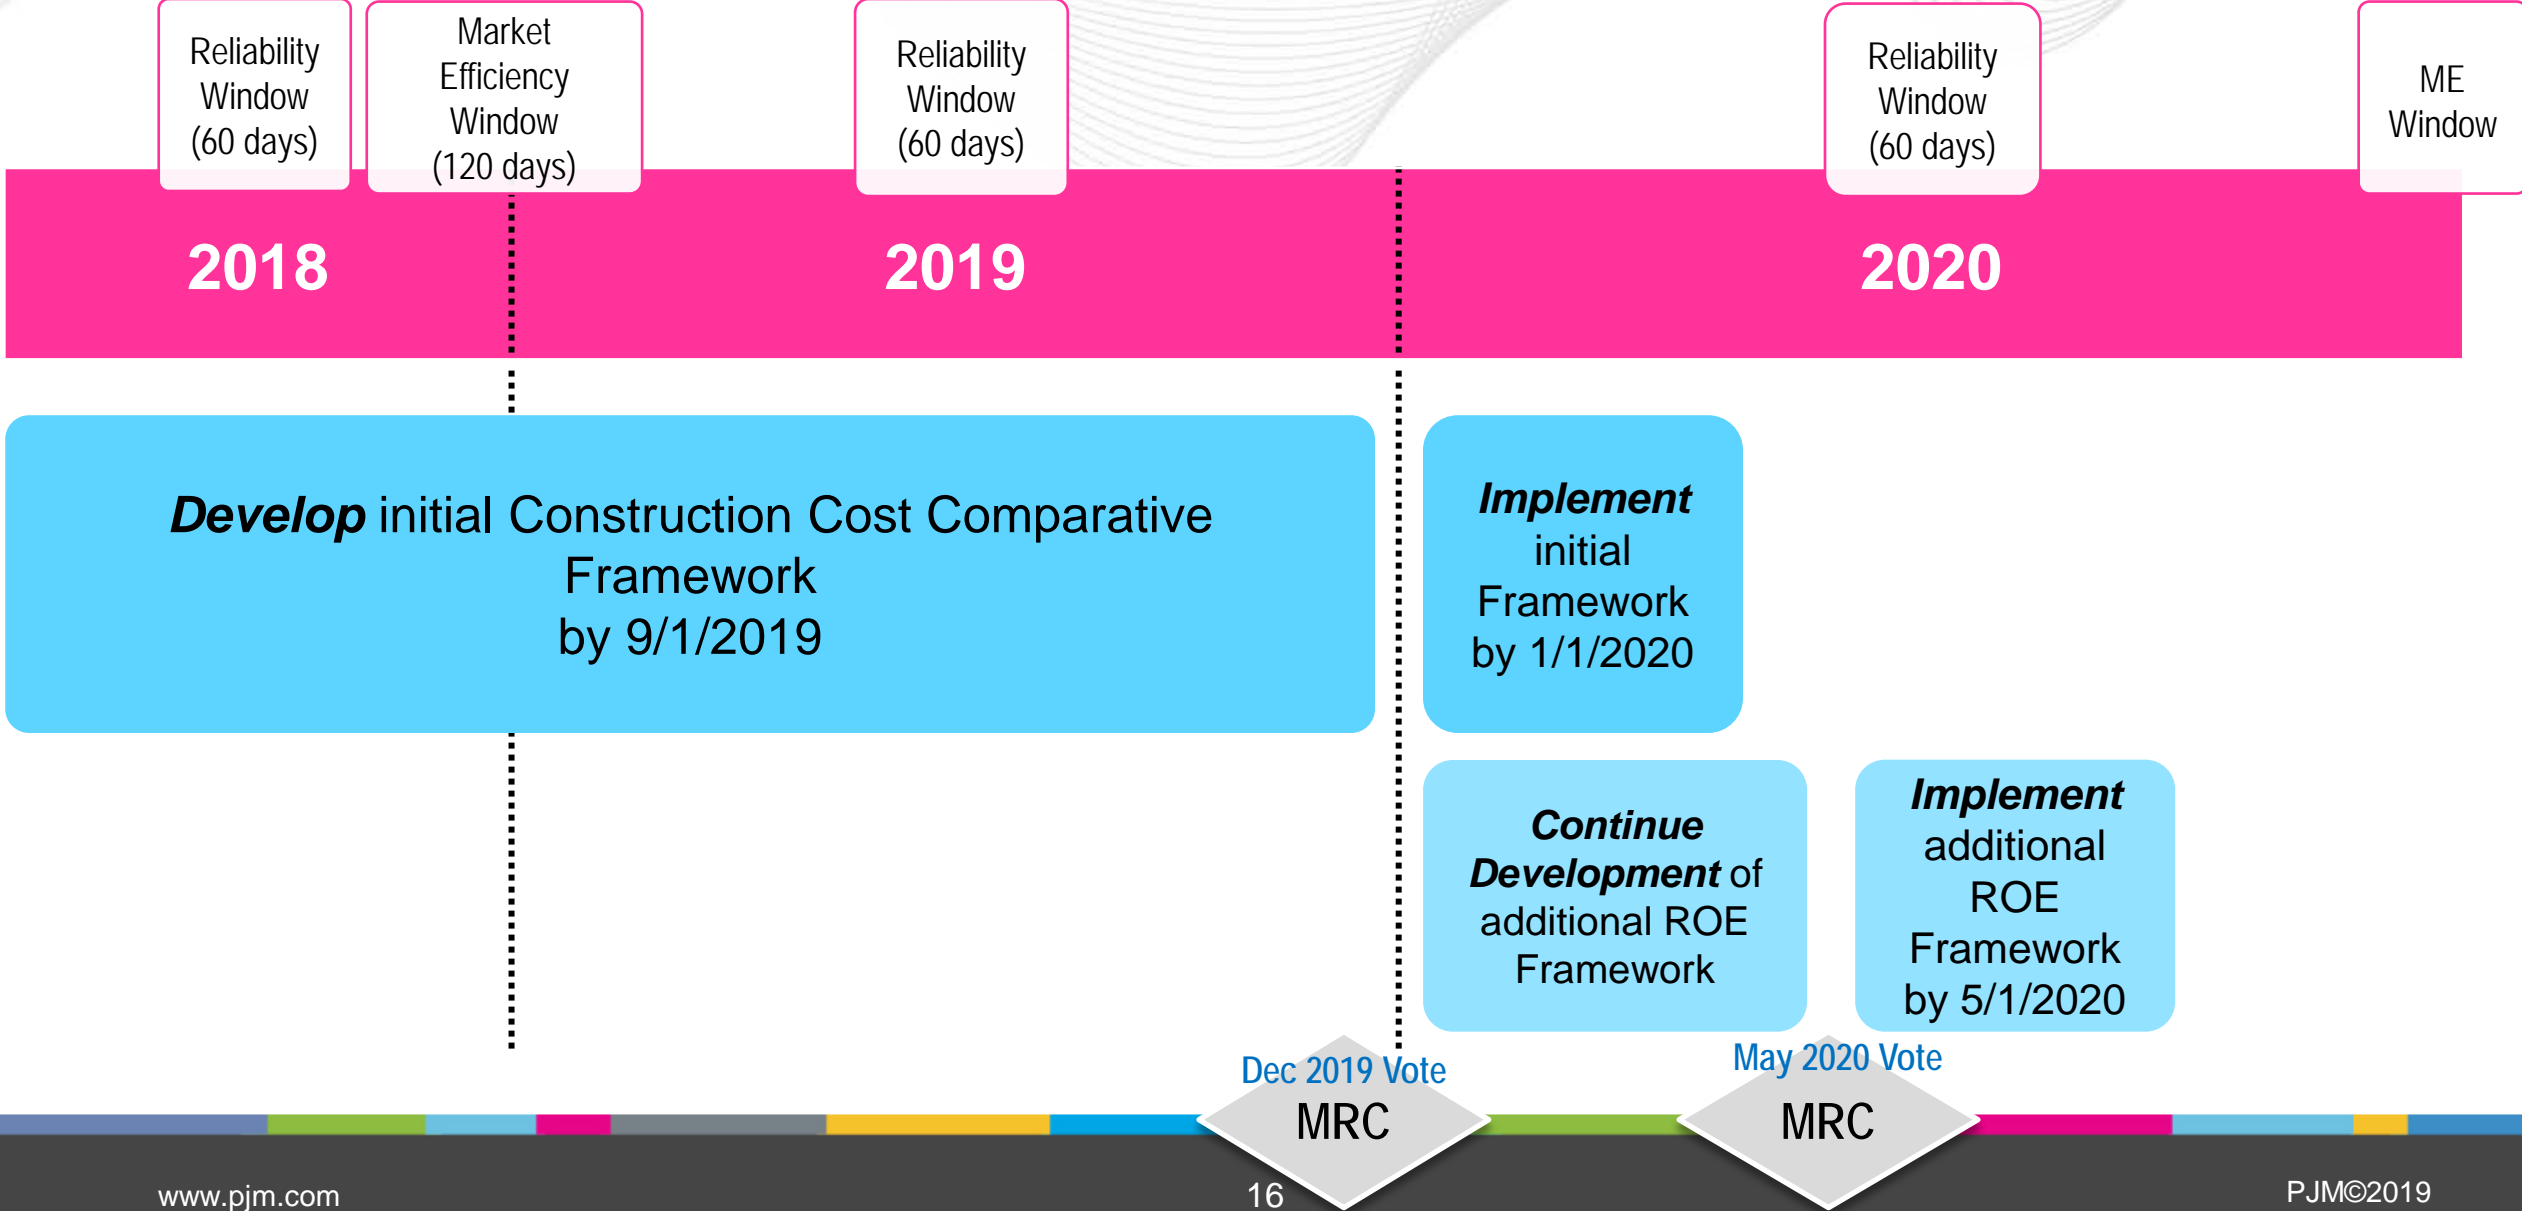 Reliability
Window
(60 days)
Market
Efficiency
Window
(120 days)
Reliability
Window
(60 days)
Reliability
Window
(60 days)
ME
Window
2018
2019
2020
Develop initial Construction Cost Comparative
Framework
by 9/1/2019
Implement
initial
Framework
by 1/1/2020
Continue
Development of
additional ROE
Framework
Implement
additional
ROE
Framework
by 5/1/2020
Dec 2019 Vote
MRC
May 2020 Vote
MRC
www.pjm.com
16
PJM©2019